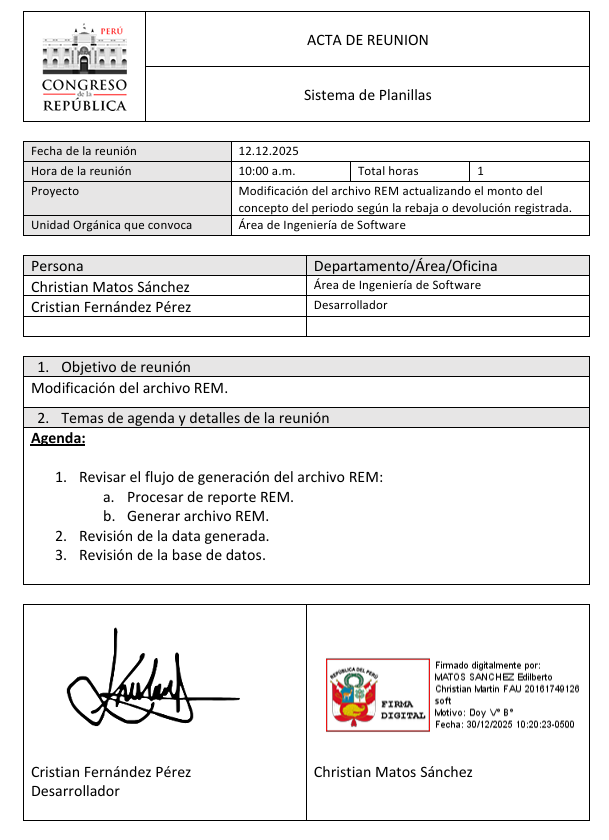 PERÚ
CONGRESO
de la
REPÚBLICA
ACTA DE REUNION
Sistema de Planillas
Fecha de la reunión 12.12.2025
Hora de la reunión 10:00 a.m. Total horas 1
Proyecto Modificación del archivo REM actualizando el monto del
concepto del periodo según la rebaja o devolución registrada.
Unidad Orgánica que convoca Área de Ingeniería de Software
Persona Departamento/Área/Oficina
Christian Matos Sánchez Área de Ingeniería de Software
Cristian Fernández Pérez Desarrollador
1. Objetivo de reunión
Modificación del archivo REM.
2. Temas de agenda y detalles de la reunión
Agenda:
1. Revisar el flujo de generación del archivo REM:
a. Procesar de reporte REM.
b. Generar archivo REM.
2. Revisión de la data generada.
3. Revisión de la base de datos.
Cristian Fernández Pérez
Desarrollador
REPÚBLICA DEL PERÚ
FIRMA
DIGITAL
Firmado digitalmente por:
MATOS SANCHEZ Edilberto
Christian Martin FAU 20161749126
soft
Motivo: Doy V° B°
Fecha: 30/12/2025 10:20:23-0500
Christian Matos Sánchez